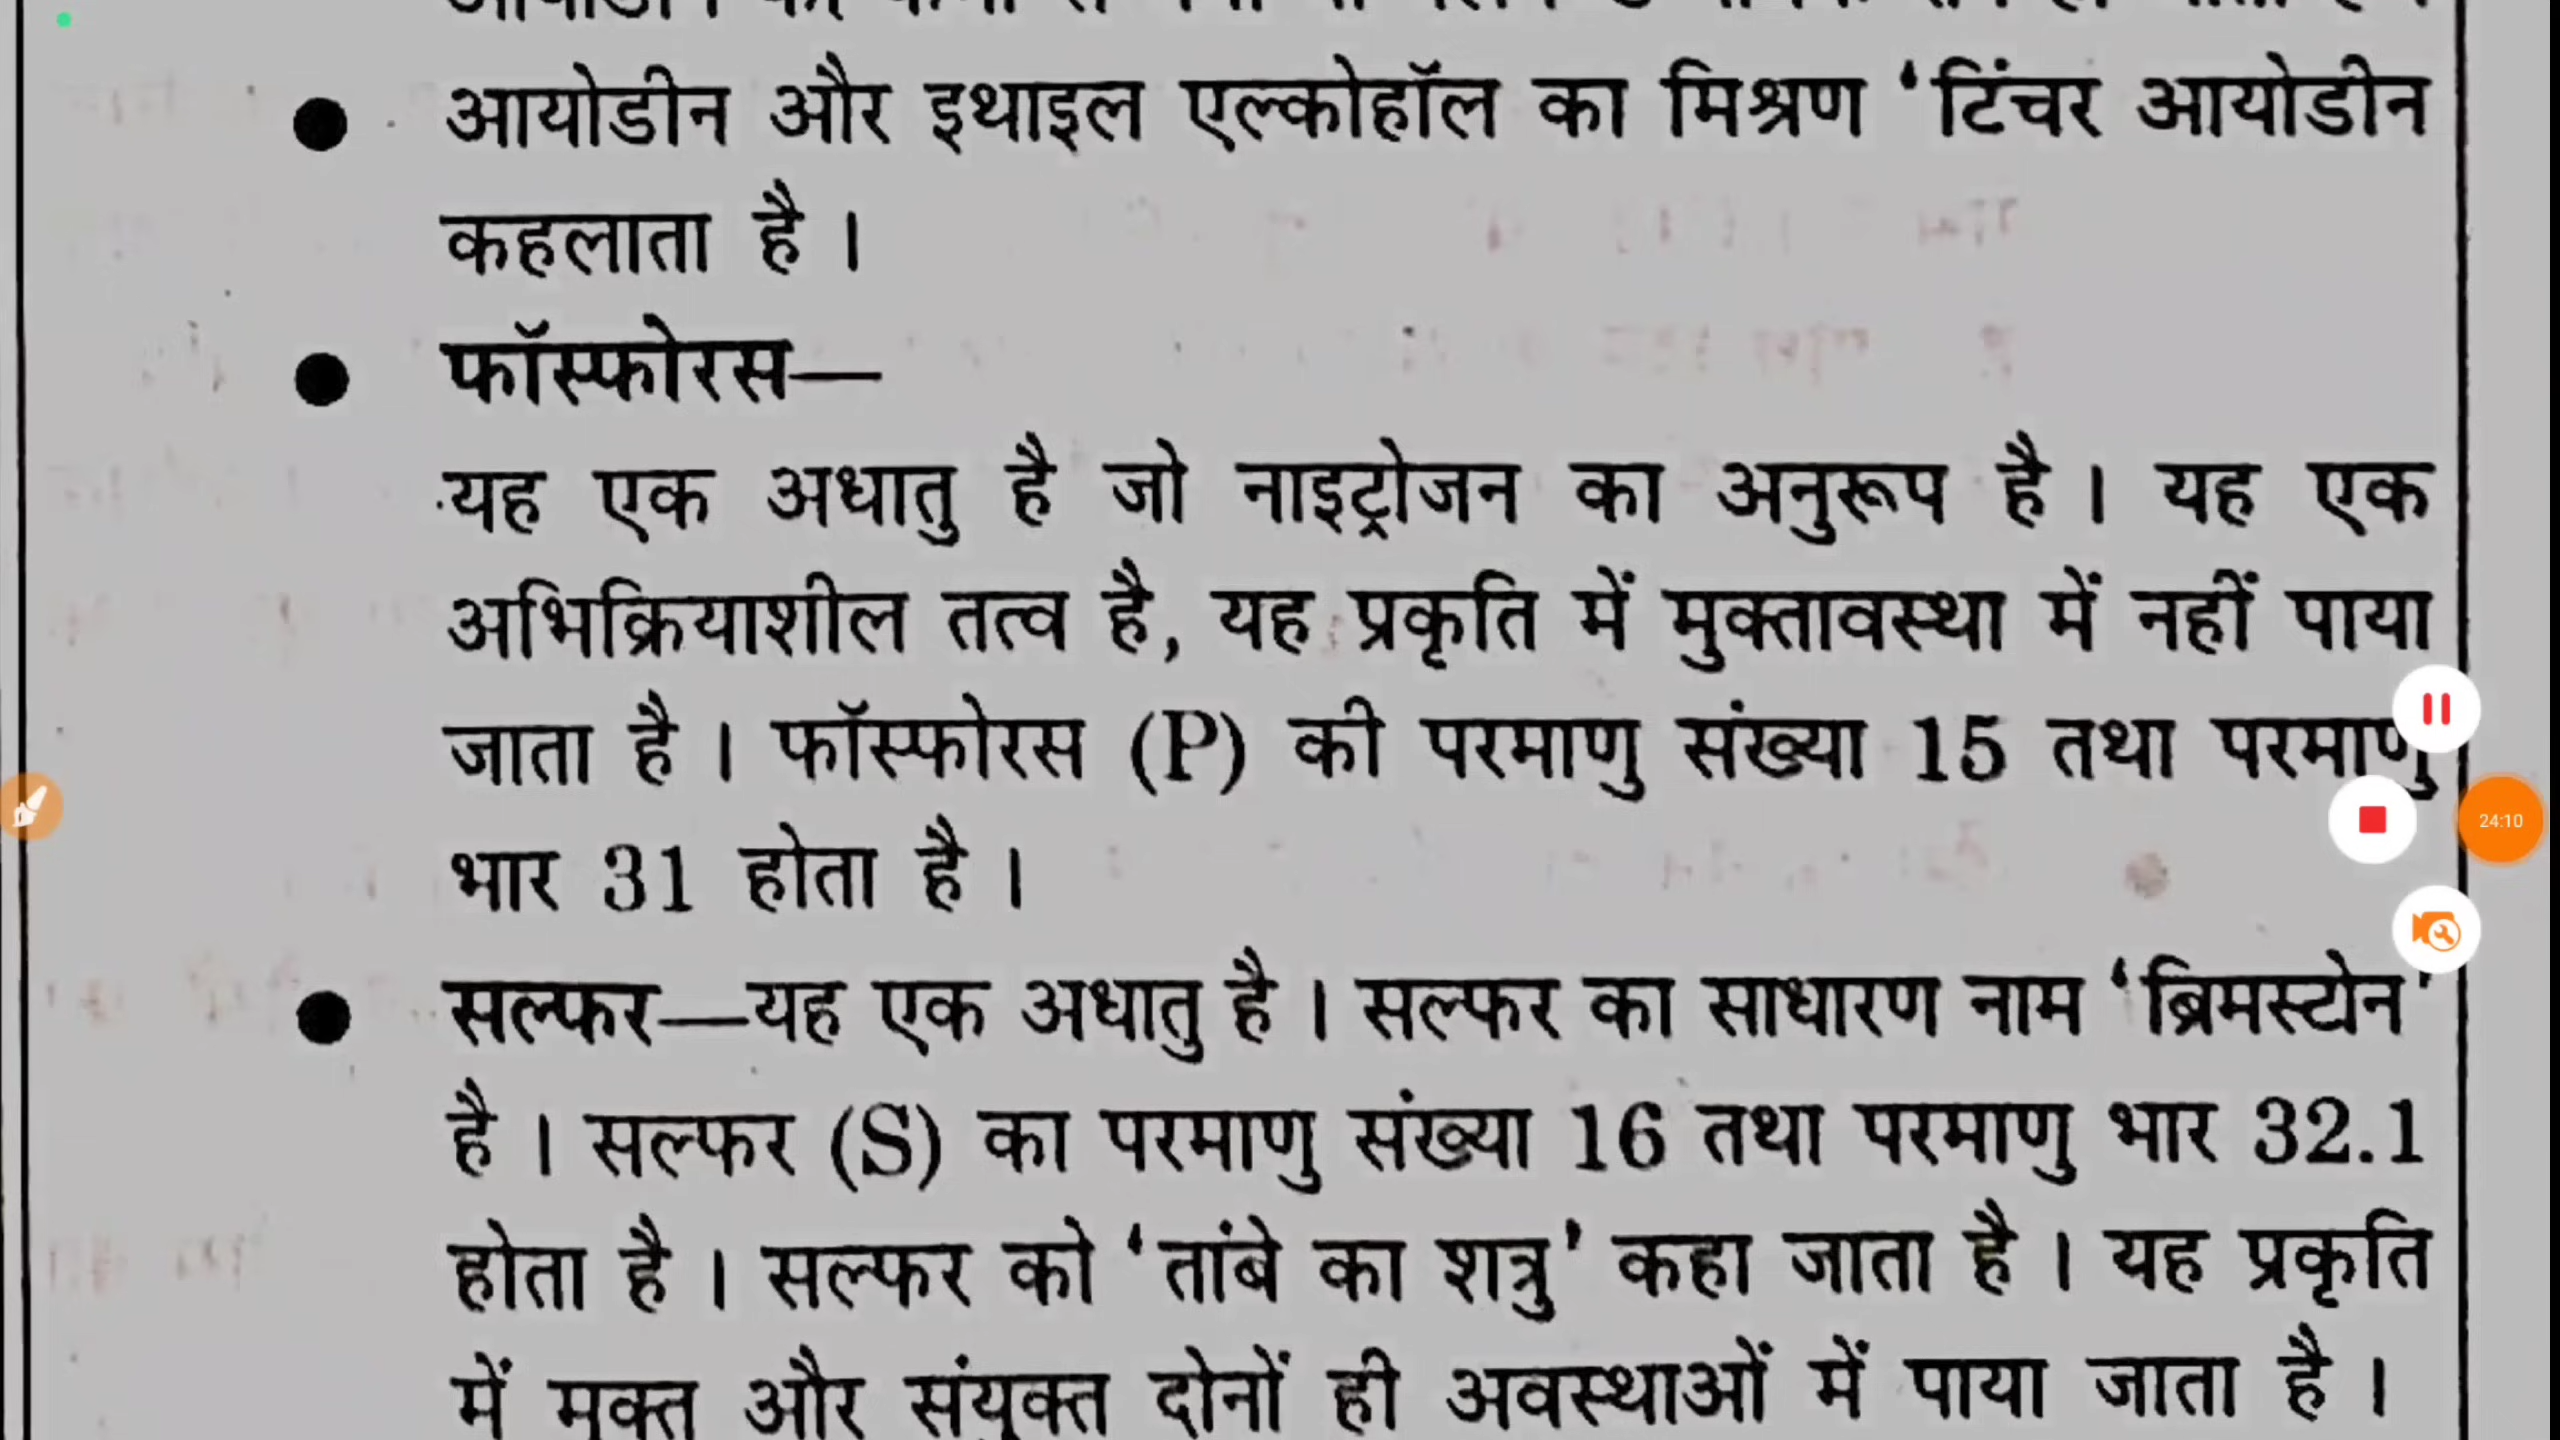 ● आयोडीन और इथाइल एल्कोहॉल का मिश्रण ‘टिंचर आयोडीन
कहलाता है ।
● फॉस्फोरस—
यह एक अधातु है जो नाइट्रोजन का अनुरूप है । यह एक
अभिक्रियाशील तत्व है, यह प्रकृति में मुक्तावस्था में नहीं पाया
जाता है । फॉस्फोरस (P) की परमाणु संख्या 15 तथा परमाणु
भार 31 होता है ।
24:10
● सल्फर—यह एक अधातु है । सल्फर का साधारण नाम ‘ब्रिमस्टोन’
है । सल्फर (S) का परमाणु संख्या 16 तथा परमाणु भार 32.1
होता है । सल्फर को ‘तांबे का शत्रु’ कहा जाता है । यह प्रकृति
में मुक्त और संयुक्त दोनों ही अवस्थाओं में पाया जाता है ।